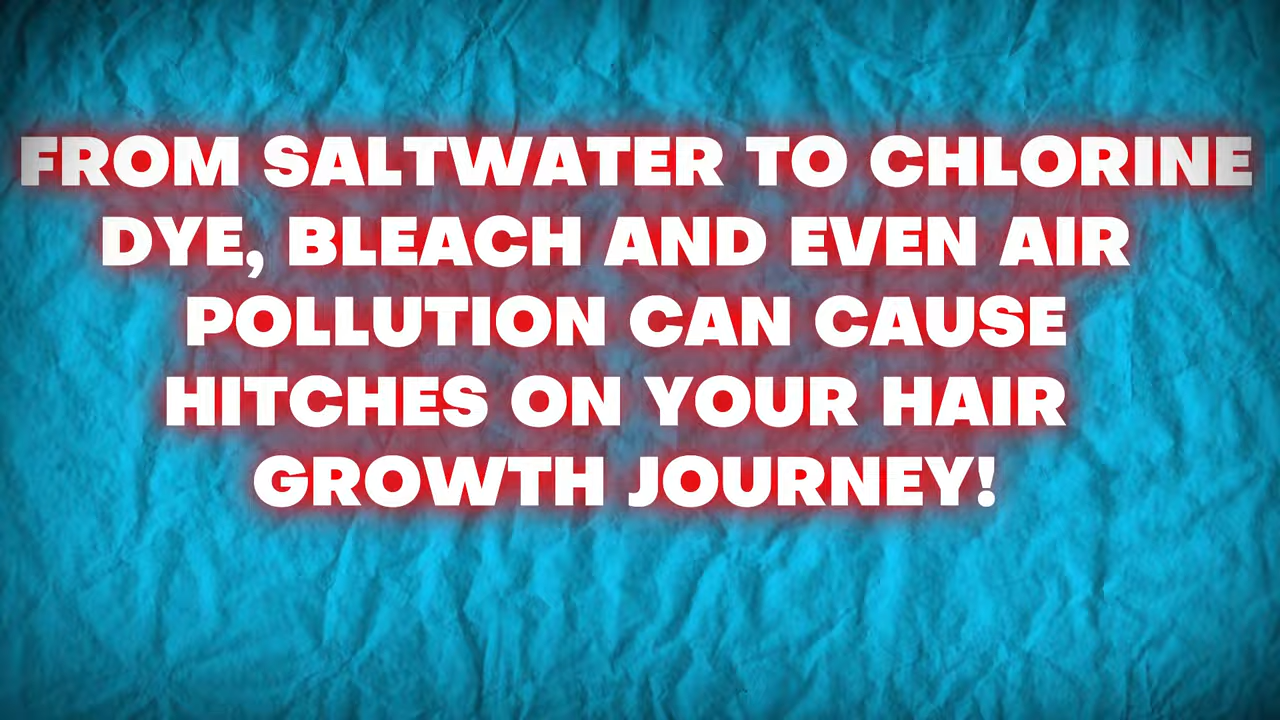 FROM SALTWATER TO CHLORINE
DYE, BLEACH AND EVEN AIR
POLLUTION CAN CAUSE
HITCHES ON YOUR HAIR
GROWTH JOURNEY!